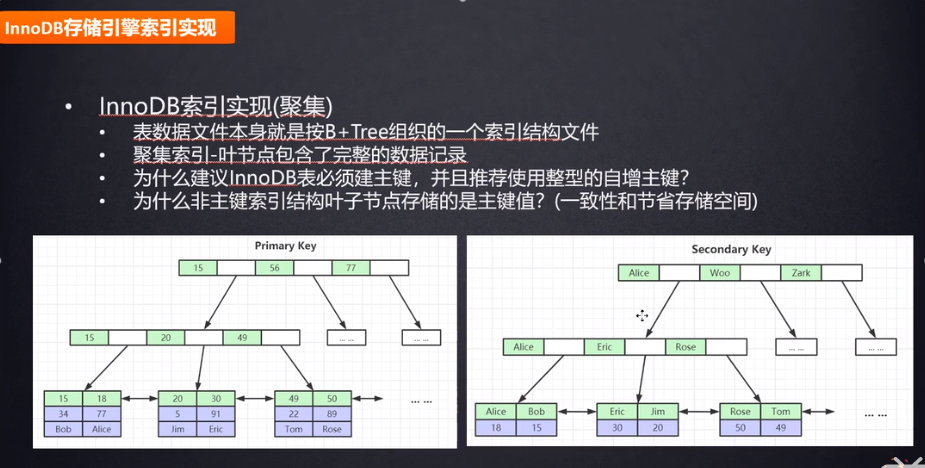 InnoDB存储引擎索引实现
InnoDB索引实现(聚集)
表数据文件本身就是按B+Tree组织的一个索引结构文件
聚集索引-叶节点包含了完整的数据记录
为什么建议InnoDB表必须建主键，并且推荐使用整型的自增主键？
为什么非主键索引结构叶子节点存储的是主键值？(一致性和节省存储空间)
Primary Key
15 56 77
15 20 49 ... ... ... ...
15 18 20 30 49 50 ... ...
34 77 5 91 22 89
Bob Alice Jim Eric Tom Rose
Secondary Key
Alice Woo Zark
Alice Eric Rose ... ... ... ...
Alice Bob Eric Jim Rose Tom ... ...
18 15 30 20 50 49